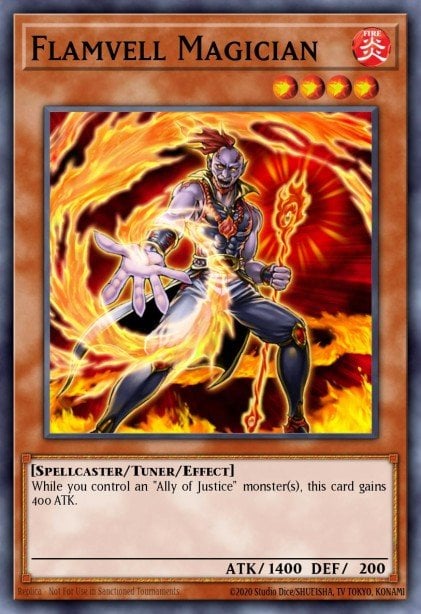 Flamvell Magician
FIRE
炎
[Spellcaster/Tuner/Effect]
While you control an "Ally of Justice" monster(s), this card gains
400 ATK.
ATK/1400 DEF/ 200
Replica - Not For Use in Sanctioned Tournaments
©2020 Studio Dice/SHUEISHA, TV TOKYO, KONAMI